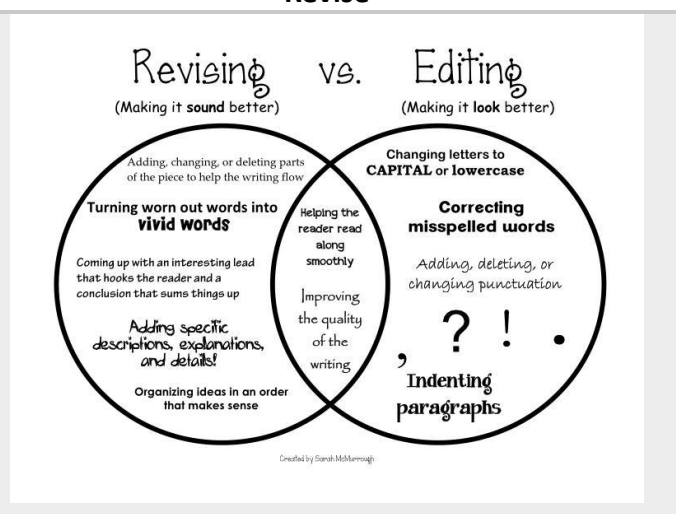 Revise
Revising vs. Editing
(Making it sound better)
(Making it look better)
Adding, changing, or deleting parts
of the piece to help the writing flow
Turning worn out words into
vivid words
Coming up with an interesting lead
that hooks the reader and a
conclusion that sums things up
Adding specific
descriptions, explanations,
and details!
Organizing ideas in an order
that makes sense
Helping the
reader read
along
smoothly
Improving
the quality
of the
writing
Changing letters to
CAPITAL or lowercase
Correcting
misspelled words
Adding, deleting, or
changing punctuation
, ? ! .
Indenting
paragraphs
Created by Sarah McMurrough